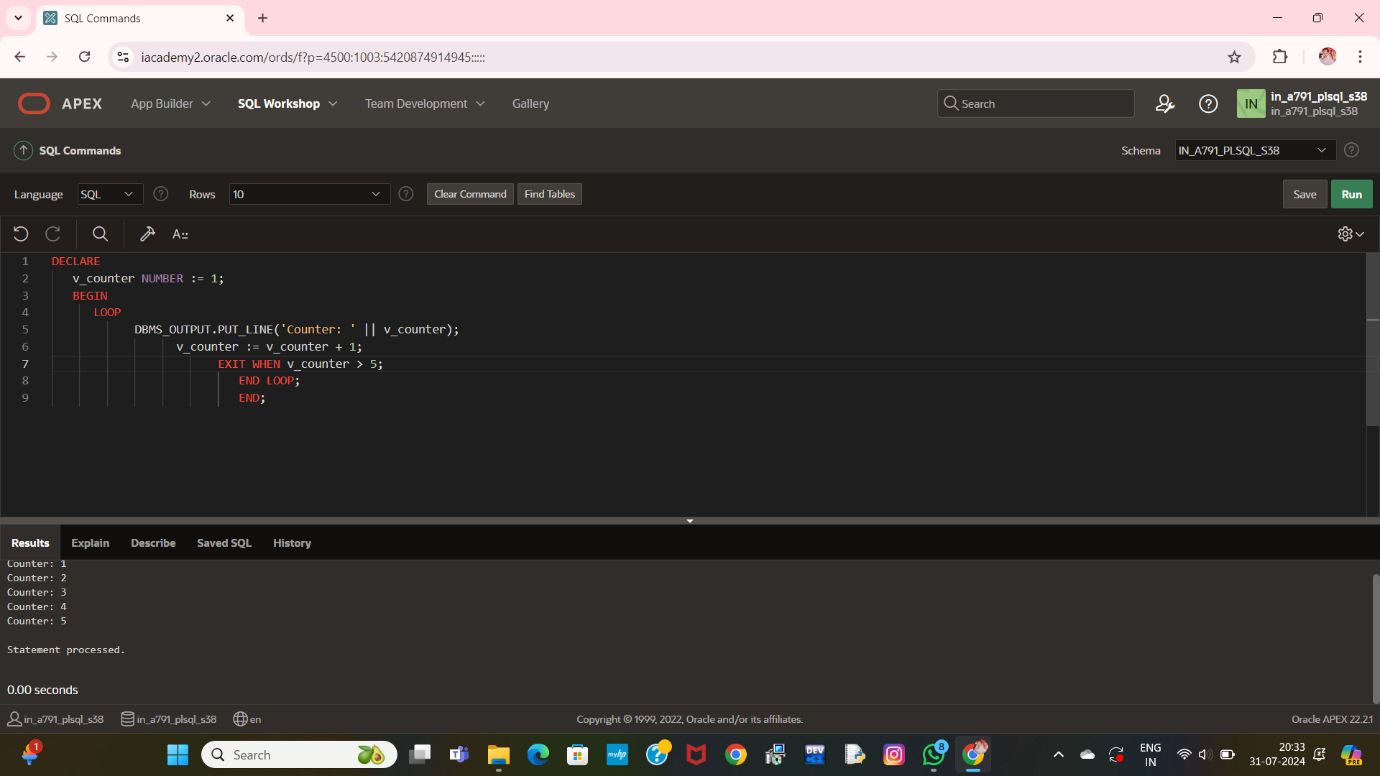 SQL Commands
iacademy2.oracle.com/ords/f?p=4500:1003:5420874914945:::::
APEX App Builder SQL Workshop Team Development Gallery Search IN in_a791_plsql_s38
in_a791_plsql_s38
SQL Commands Schema IN_A791_PLSQL_S38
Language SQL Rows 10 Clear Command Find Tables Save Run
1 DECLARE
2 v_counter NUMBER := 1;
3 BEGIN
4 LOOP
5 DBMS_OUTPUT.PUT_LINE('Counter: ' || v_counter);
6 v_counter := v_counter + 1;
7 EXIT WHEN v_counter > 5;
8 END LOOP;
9 END;
Results Explain Describe Saved SQL History
Counter: 1
Counter: 2
Counter: 3
Counter: 4
Counter: 5
Statement processed.
0.00 seconds
in_a791_plsql_s38 in_a791_plsql_s38 en Copyright © 1999, 2022, Oracle and/or its affiliates. Oracle APEX 22.2.1
1 Search myhp DEV 8 ENG 20:33
IN 31-07-2024 PRE